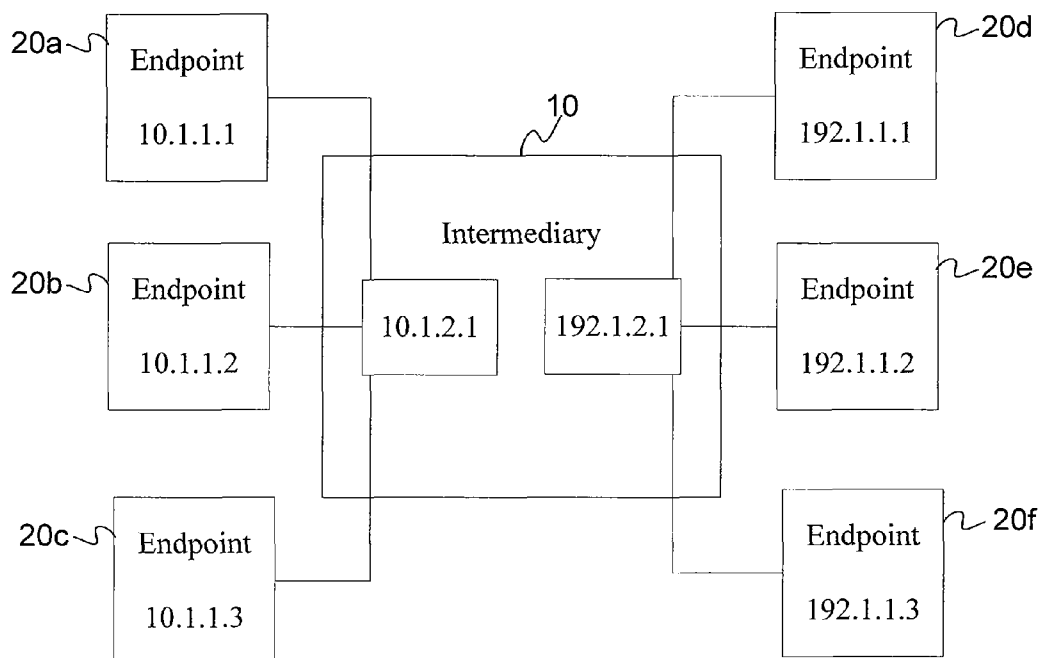 20a
Endpoint
10.1.1.1
20d
Endpoint
192.1.1.1
10
Intermediary
20b
Endpoint
10.1.1.2
10.1.2.1
192.1.2.1
20e
Endpoint
192.1.1.2
20c
Endpoint
10.1.1.3
20f
Endpoint
192.1.1.3